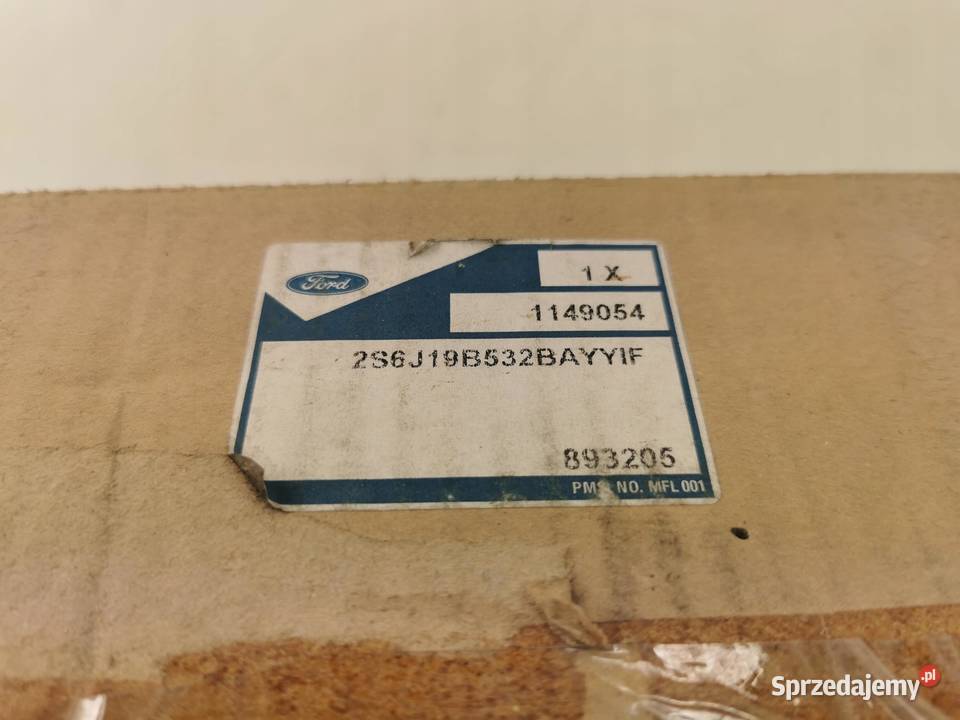 Ford
1 X
1149054
2S6J19B532BAYYIF
893205
PMS NO. MFL 001
Sprzedajemy.pl